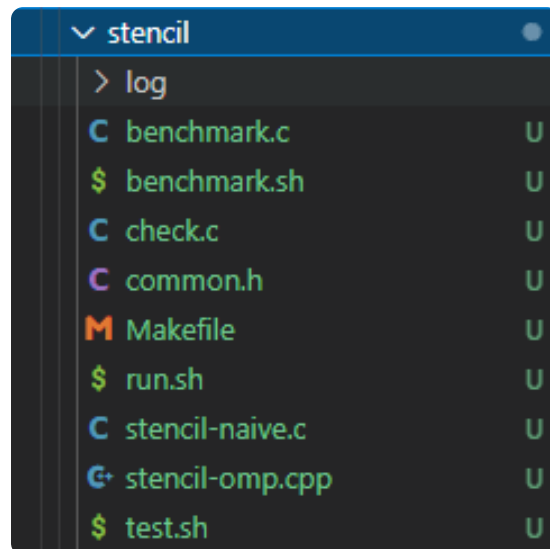 stencil
log
C benchmark.c U
$ benchmark.sh U
C check.c U
C common.h U
M Makefile U
$ run.sh U
C stencil-naive.c U
C+ stencil-omp.cpp U
$ test.sh U